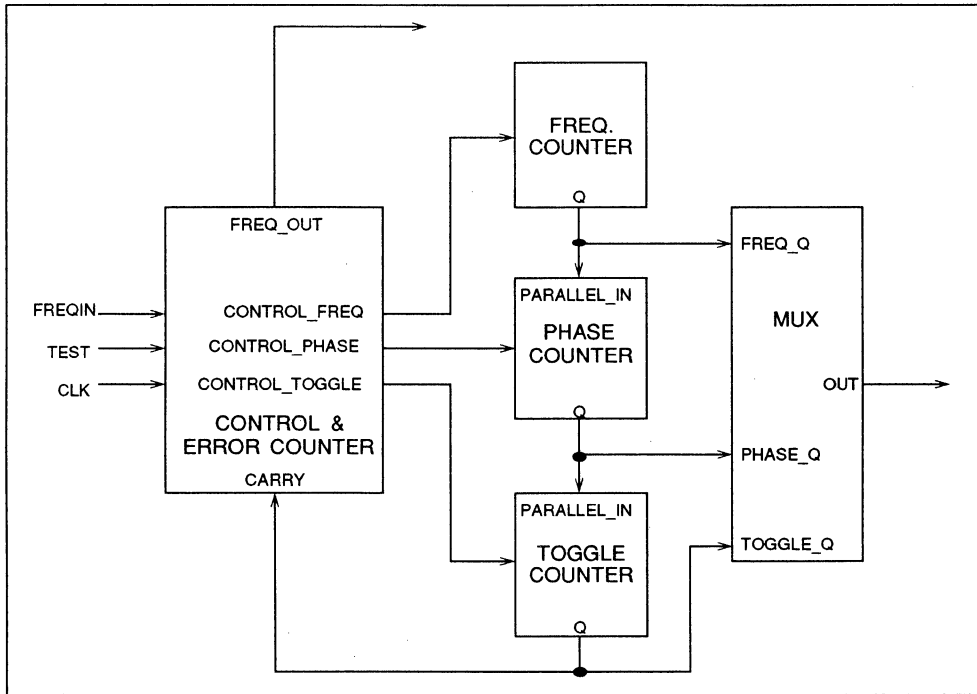 FREQ.
COUNTER
Q
FREQ_OUT
FREQIN
TEST
CLK
CONTROL_FREQ
CONTROL_PHASE
CONTROL_TOGGLE
CONTROL &
ERROR COUNTER
CARRY
PARALLEL_IN
PHASE
COUNTER
Q
PARALLEL_IN
TOGGLE
COUNTER
Q
FREQ_Q
MUX
OUT
PHASE_Q
TOGGLE_Q